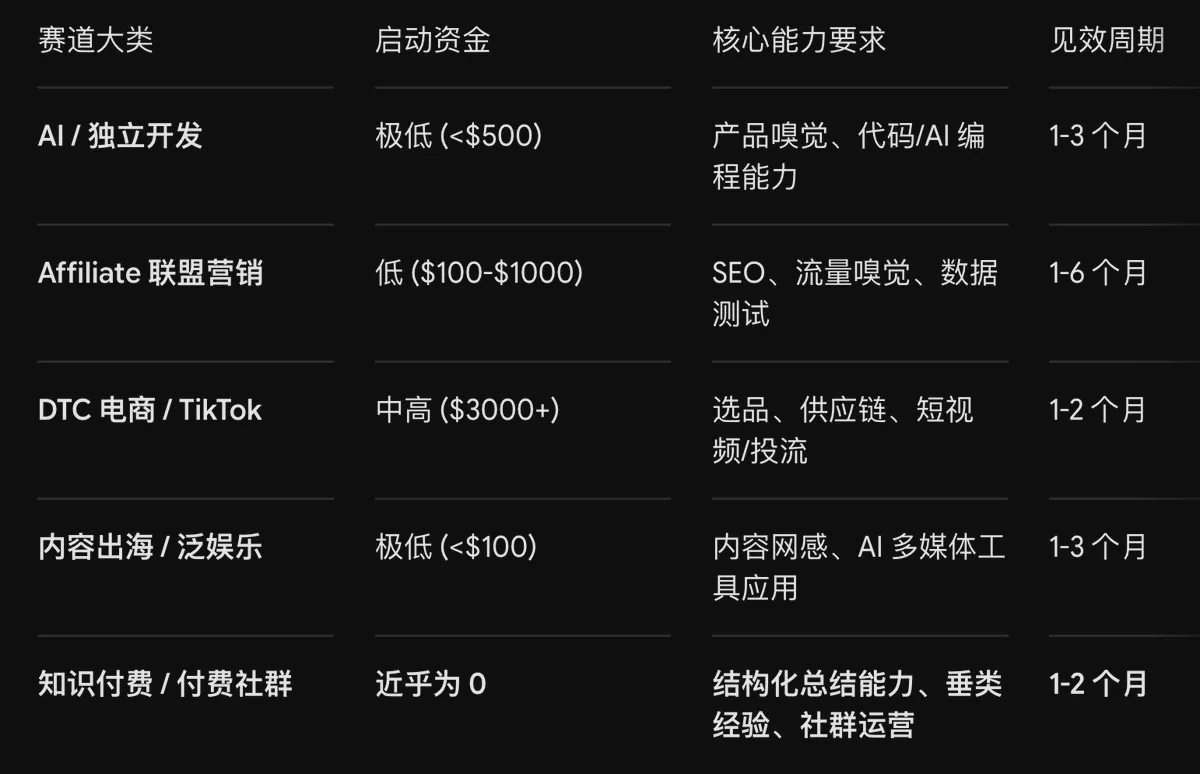 赛道大类 启动资金 核心能力要求 见效周期
AI / 独立开发 极低 (<$500) 产品嗅觉、代码/AI 编 1-3 个月
程能力
Affiliate 联盟营销 低 ($100-$1000) SEO、流量嗅觉、数据 1-6 个月
测试
DTC 电商 / TikTok 中高 ($3000+) 选品、供应链、短视 1-2 个月
频/投流
内容出海 / 泛娱乐 极低 (<$100) 内容网感、AI 多媒体工 1-3 个月
具应用
知识付费 / 付费社群 近乎为 0 结构化总结能力、垂类 1-2 个月
经验、社群运营